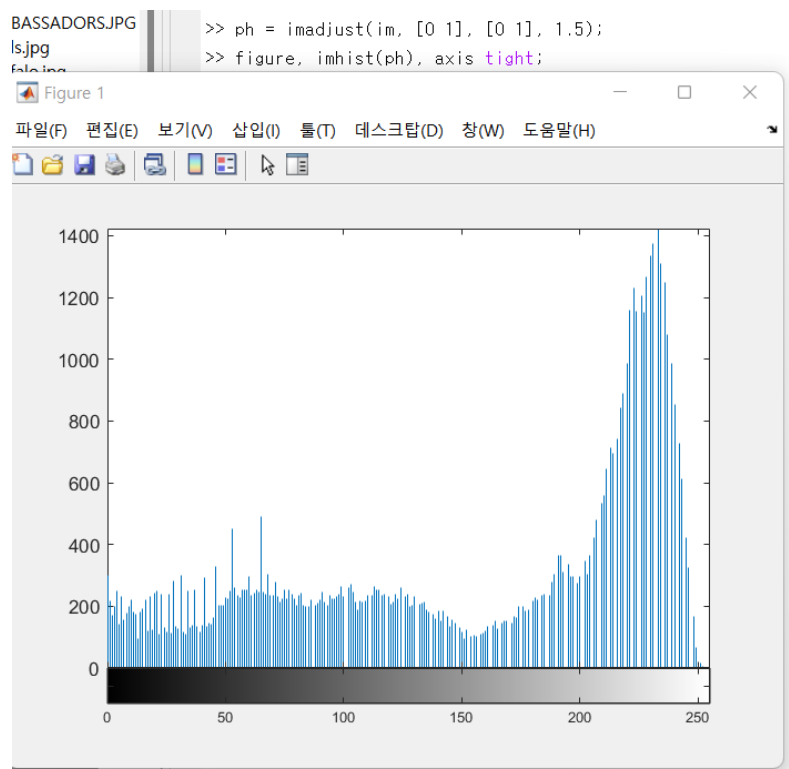 BASSADORS.JPG
ls.jpg
>> ph = imadjust(im, [0 1], [0 1], 1.5);
>> figure, imhist(ph), axis tight;
Figure 1
파일(F) 편집(E) 보기(V) 삽입(I) 툴(T) 데스크탑(D) 창(W) 도움말(H)
1400
1200
1000
800
600
400
200
0
0 50 100 150 200 250